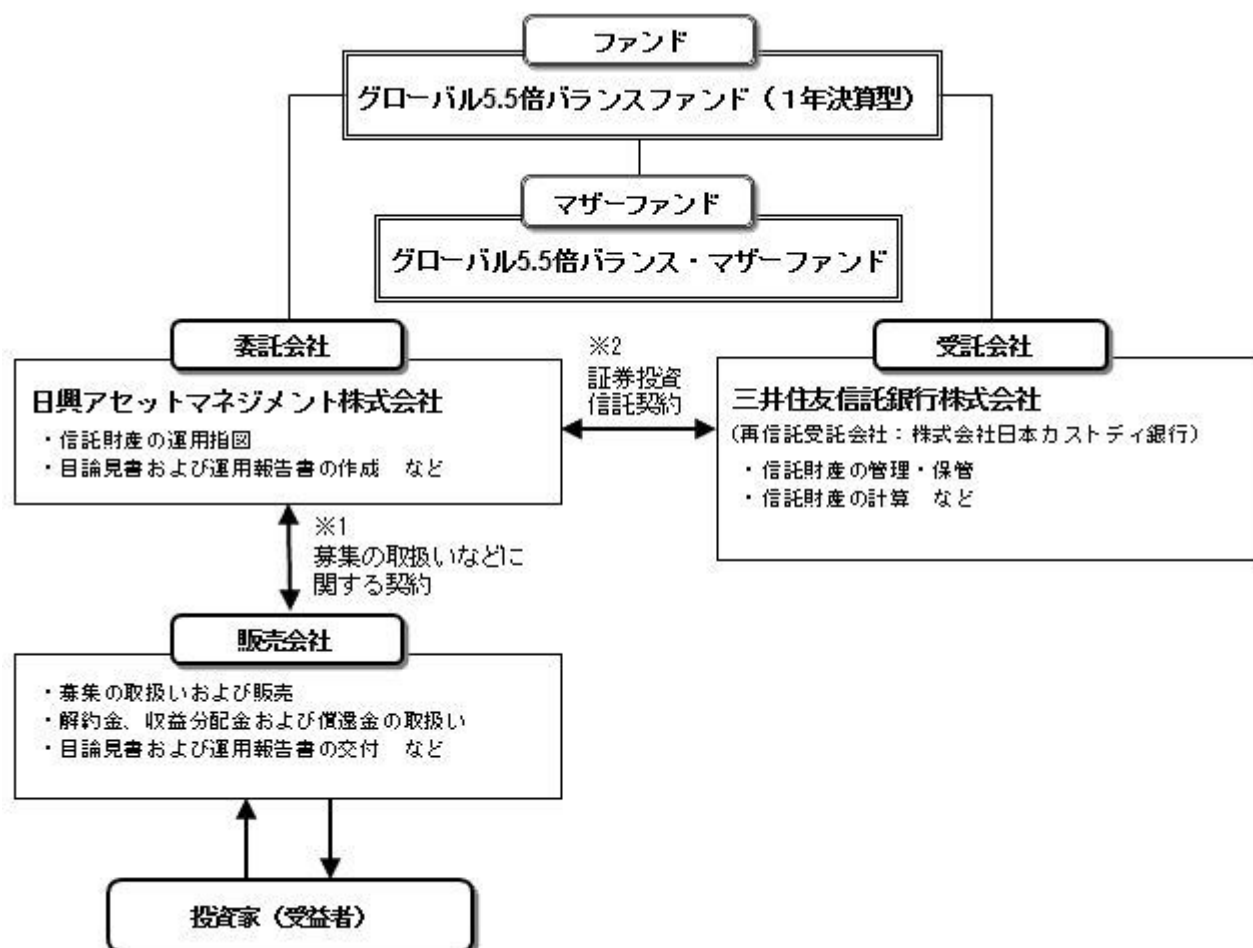 ファンド
グローバル5.5倍バランスファンド（1年決算型）
マザーファンド
グローバル5.5倍バランス・マザーファンド
委託会社
日興アセットマネジメント株式会社
・信託財産の運用指図
・目論見書および運用報告書の作成　など
※2
証券投資
信託契約
受託会社
三井住友信託銀行株式会社
(再信託受託会社：株式会社日本カストディ銀行)
・信託財産の管理・保管
・信託財産の計算　など
※1
募集の取扱いなどに
関する契約
販売会社
・募集の取扱いおよび販売
・解約金、収益分配金および償還金の取扱い
・目論見書および運用報告書の交付　など
投資家（受益者）